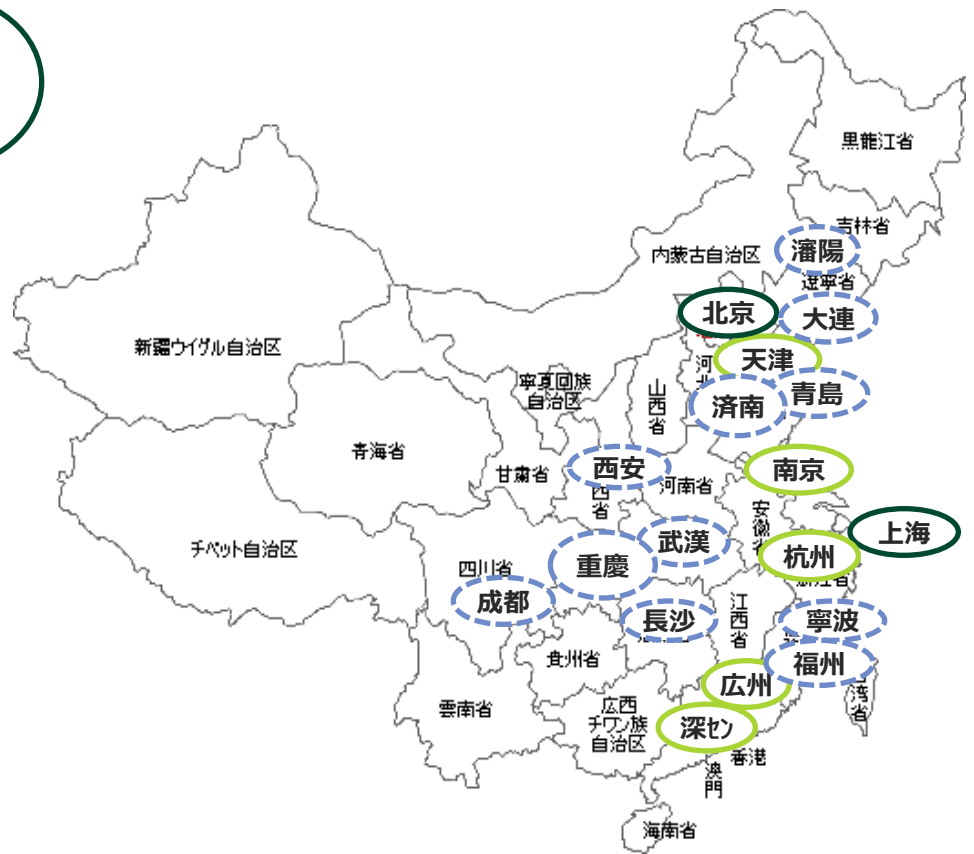 黒龍江省
吉林省
内蒙古自治区
瀋陽
遼寧省
北京
大連
新疆ウイグル自治区
天津
河
寧夏回族
自治区
山西省
済南
青島
青海省
甘粛省
西安
西省
河南省
南京
安徽省
上海
チベット自治区
四川省
重慶
武漢
杭州
成都
長沙
江西省
寧波
貴州省
福州
雲南省
広西
チワン族
自治区
広州
湾省
深セン
香港
澳門
海南省